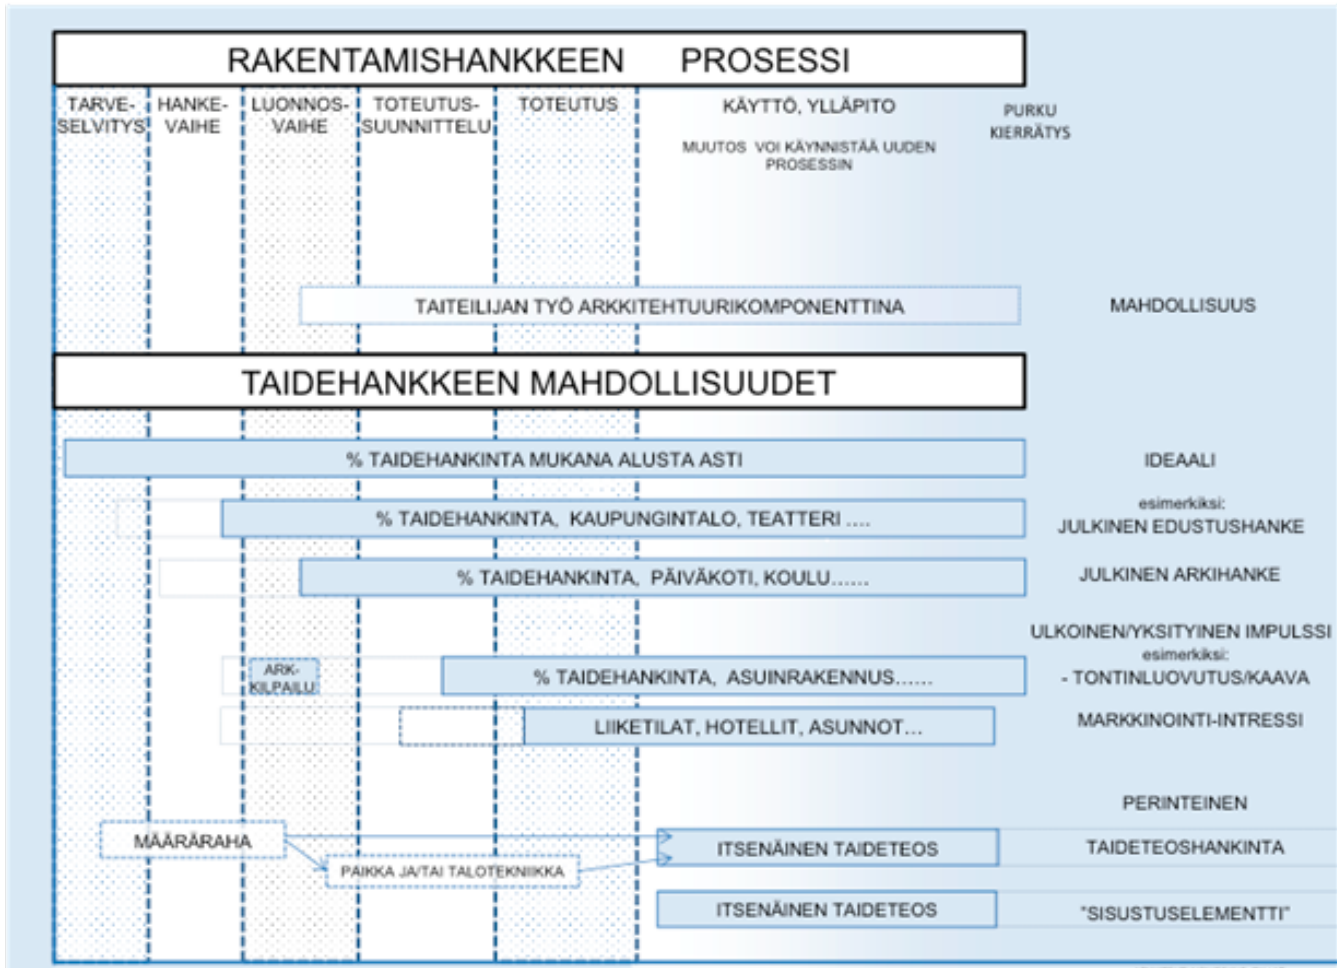 RAKENTAMISHANKKEEN PROSESSI
TARVE-
SELVITYS
HANKE-
VAIHE
LUONNOS-
VAIHE
TOTEUTUS-
SUUNNITTELU
TOTEUTUS
KÄYTTÖ, YLLÄPITO
MUUTOS VOI KÄYNNISTÄÄ UUDEN
PROSESSIN
PURKU
KIERRÄTYS
TAITEILIJAN TYÖ ARKKITEHTUURIKOMPONENTTINA
MAHDOLLISUUS
TAIDEHANKKEEN MAHDOLLISUUDET
% TAIDEHANKINTA MUKANA ALUSTA ASTI
IDEAALI
% TAIDEHANKINTA, KAUPUNGINTALO, TEATTERI ....
esimerkiksi:
JULKINEN EDUSTUSHANKE
% TAIDEHANKINTA, PÄIVÄKOTI, KOULU......
JULKINEN ARKIHANKE
ARK-
KILPAILU
% TAIDEHANKINTA, ASUINRAKENNUS......
ULKOINEN/YKSITYINEN IMPULSSI
esimerkiksi:
- TONTINLUOVUTUS/KAAVA
LIIKETILAT, HOTELLIT, ASUNNOT...
MARKKINOINTI-INTRESSI
MÄÄRÄRAHA
PAIKKA JA/TAI TALOTEKNIIKKA
ITSENÄINEN TAIDETEOS
PERINTEINEN
TAIDETEOSHANKINTA
ITSENÄINEN TAIDETEOS
"SISUSTUSELEMENTTI"